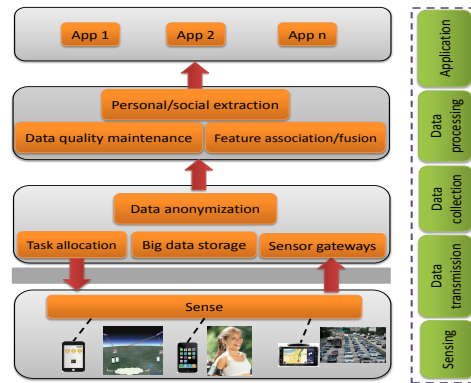 App 1
App 2
App n
Personal/social extraction
Data quality maintenance
Feature association/fusion
Data anonymization
Task allocation
Big data storage
Sensor gateways
Sense
Application
Data
processing
Data
collection
Data
transmission
Sensing